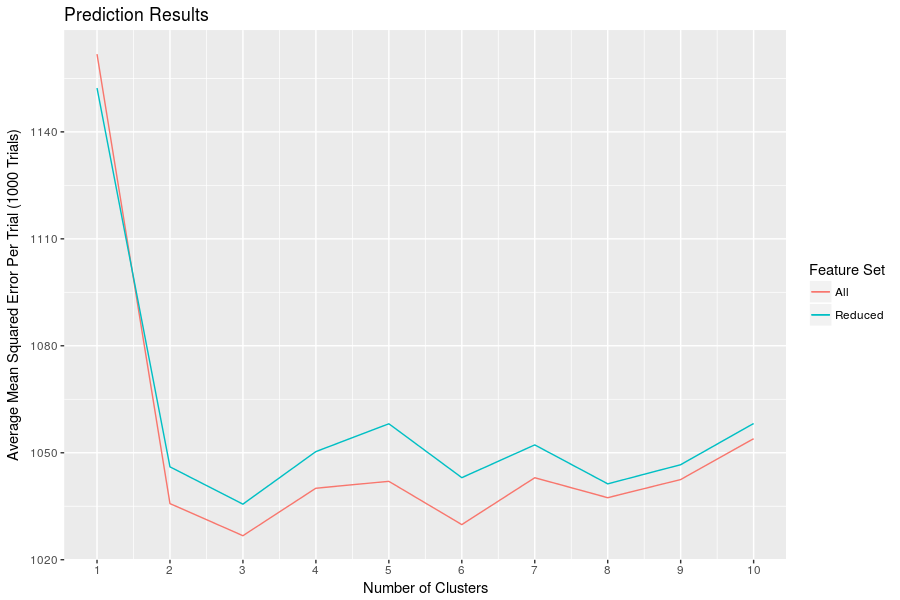 Prediction Results
Average Mean Squared Error Per Trial (1000 Trials)
1140
1110
1080
1050
1020
1 2 3 4 5 6 7 8 9 10
Number of Clusters
Feature Set
All
Reduced